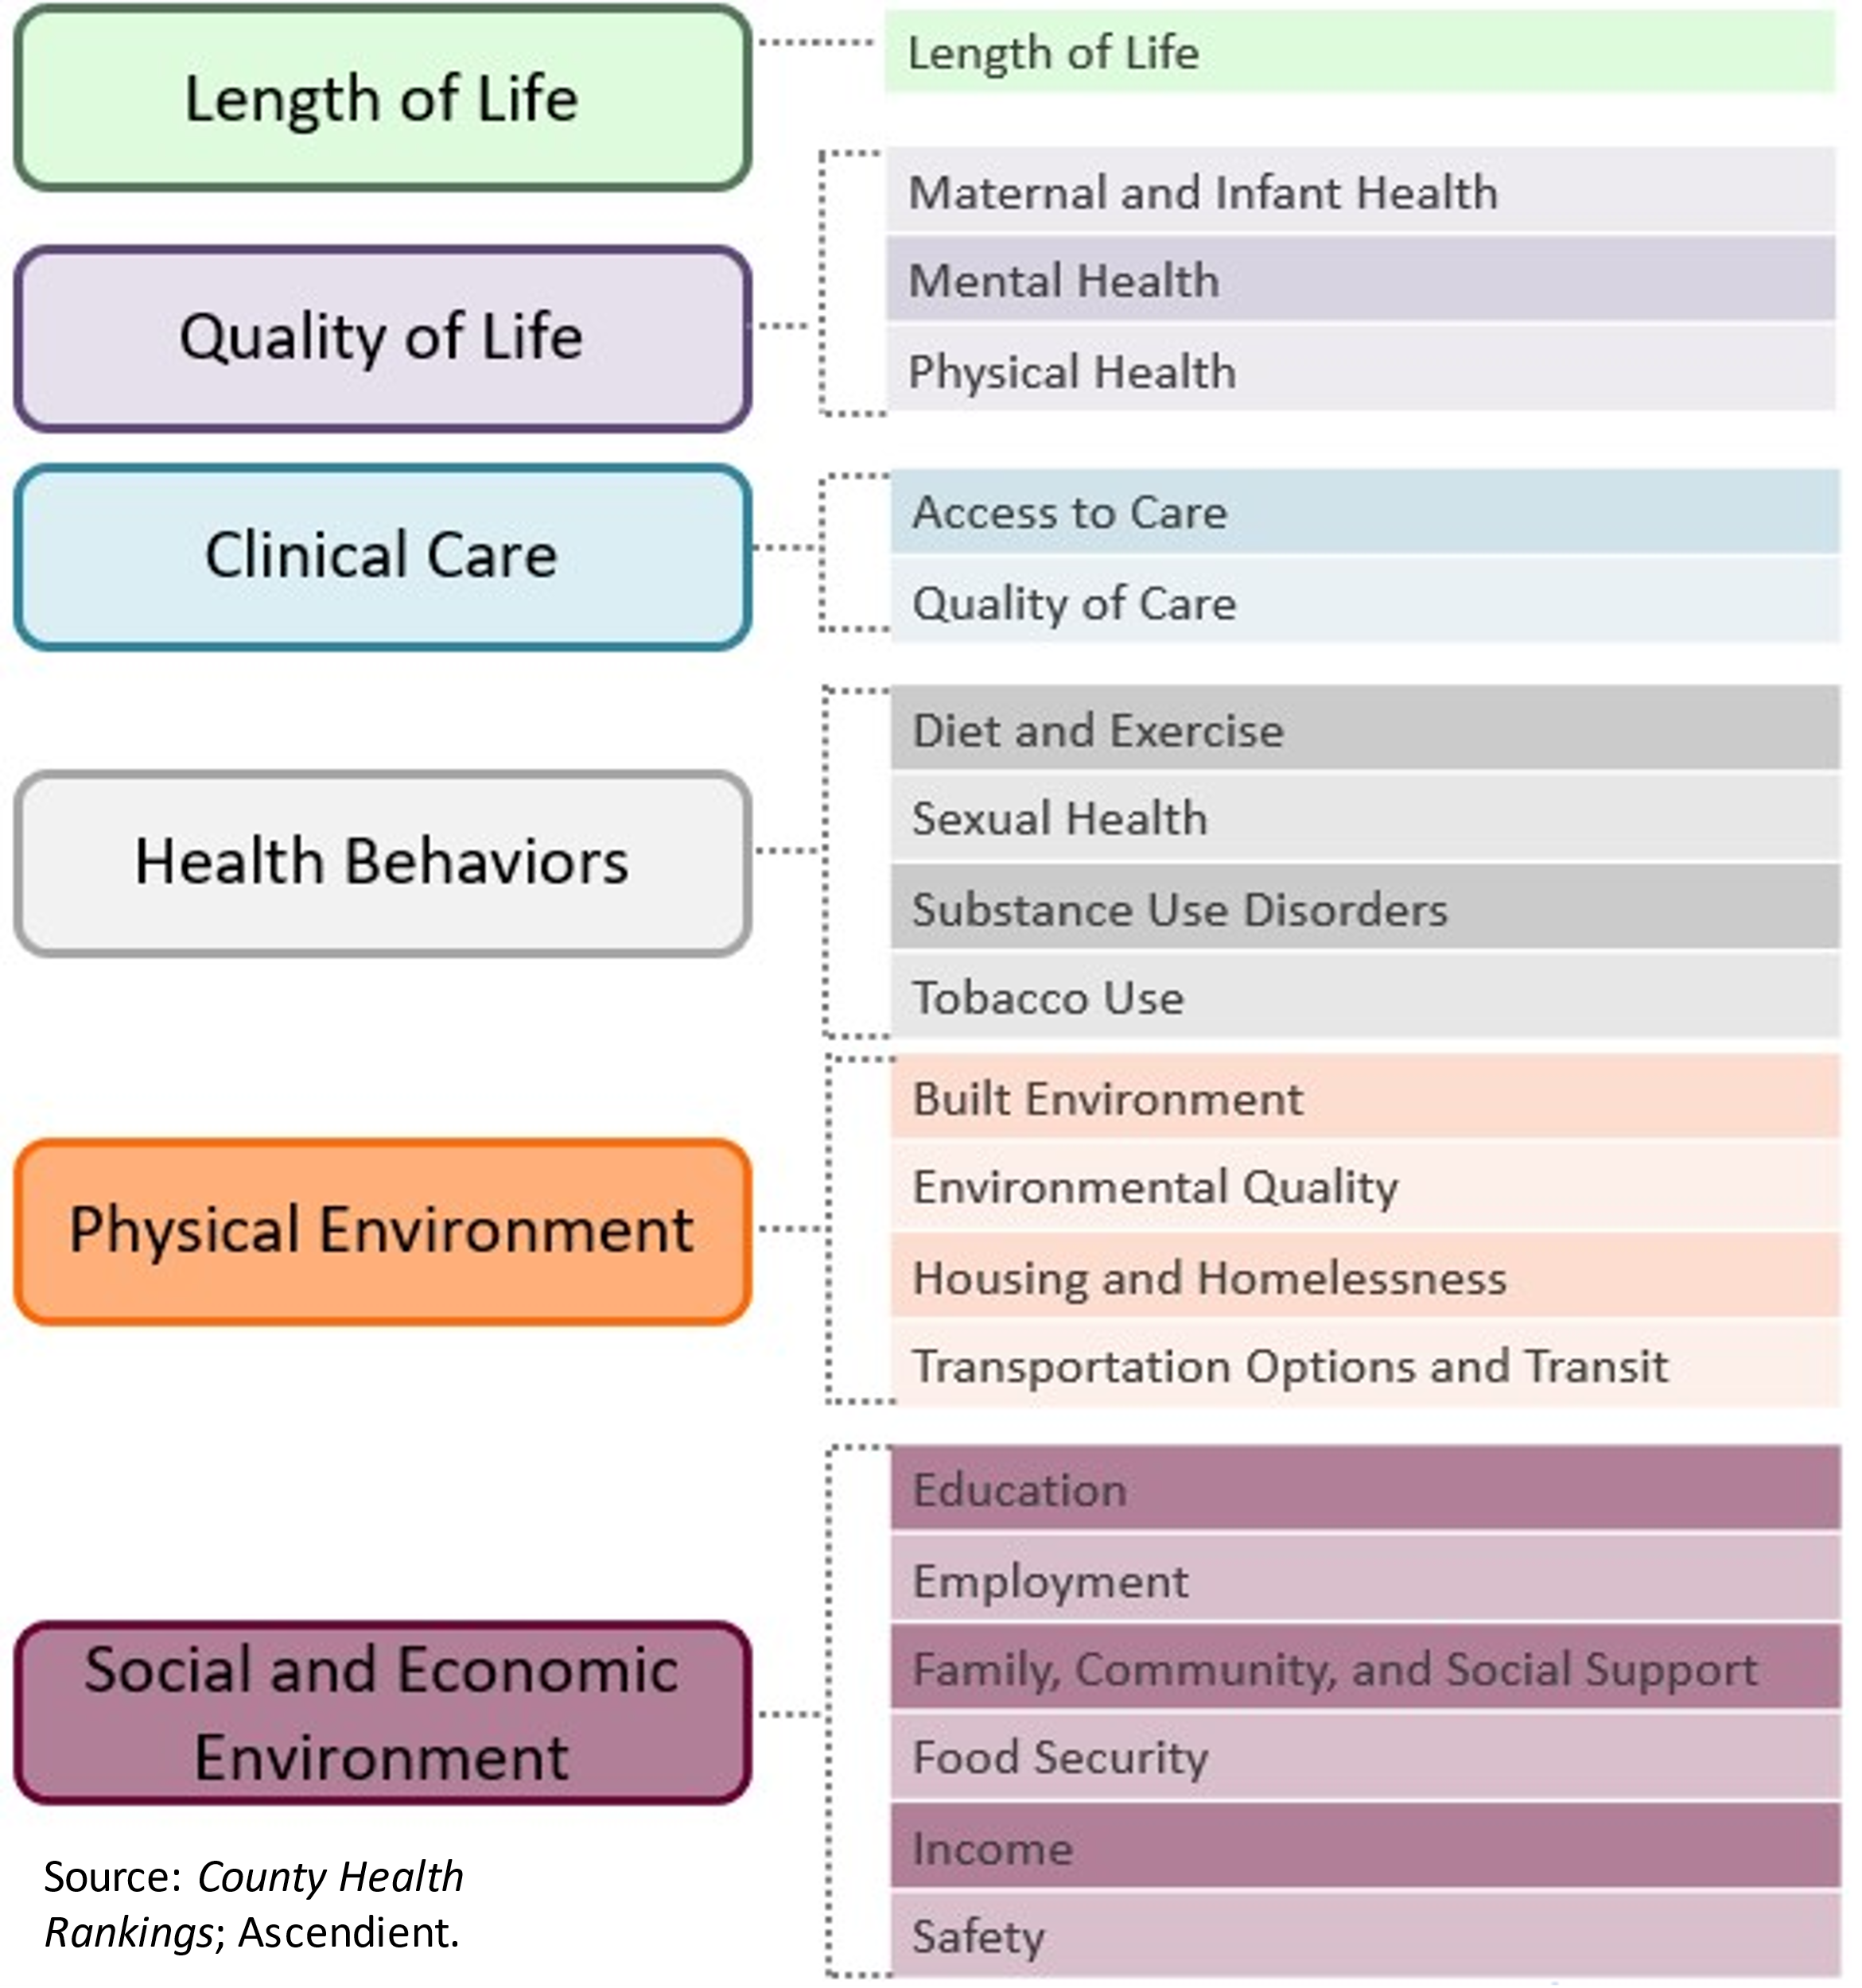 Length of Life
Length of Life
Quality of Life
Maternal and Infant Health
Mental Health
Physical Health
Clinical Care
Access to Care
Quality of Care
Health Behaviors
Diet and Exercise
Sexual Health
Substance Use Disorders
Tobacco Use
Physical Environment
Built Environment
Environmental Quality
Housing and Homelessness
Transportation Options and Transit
Social and Economic
Environment
Education
Employment
Family, Community, and Social Support
Food Security
Income
Safety
Source: County Health
Rankings; Ascendient.